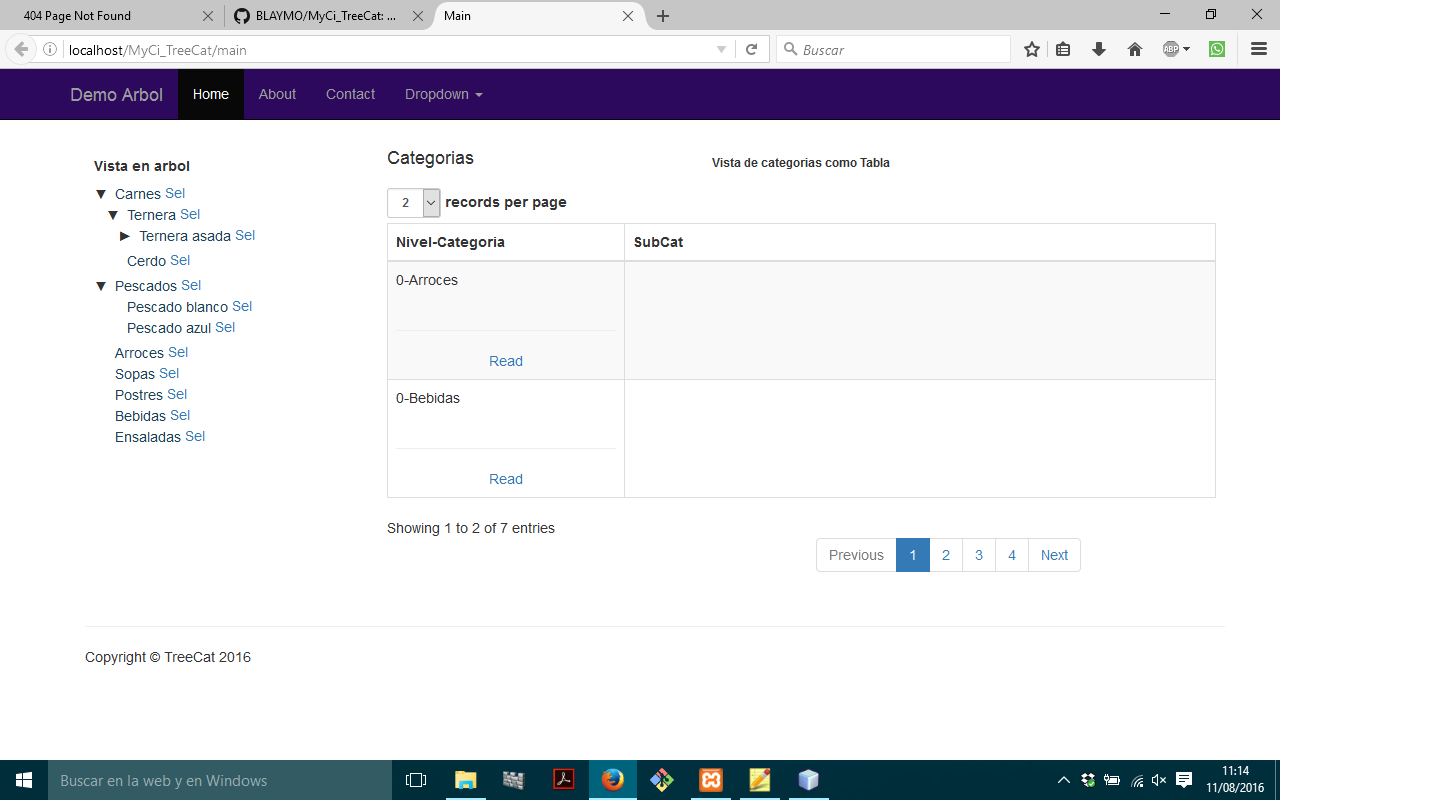 404 Page Not Found
BLAYMO/MyCi_TreeCat: ...
Main
localhost/MyCi_TreeCat/main
Buscar
ABP
Demo Arbol
Home
About
Contact
Dropdown
Vista en arbol
Carnes Sel
Ternera Sel
Ternera asada Sel
Cerdo Sel
Pescados Sel
Pescado blanco Sel
Pescado azul Sel
Arroces Sel
Sopas Sel
Postres Sel
Bebidas Sel
Ensaladas Sel
Categorias
Vista de categorias como Tabla
2 records per page
Nivel-Categoria
SubCat
0-Arroces
Read
0-Bebidas
Read
Showing 1 to 2 of 7 entries
Previous 1 2 3 4 Next
Copyright © TreeCat 2016
Buscar en la web y en Windows
11:14
11/08/2016